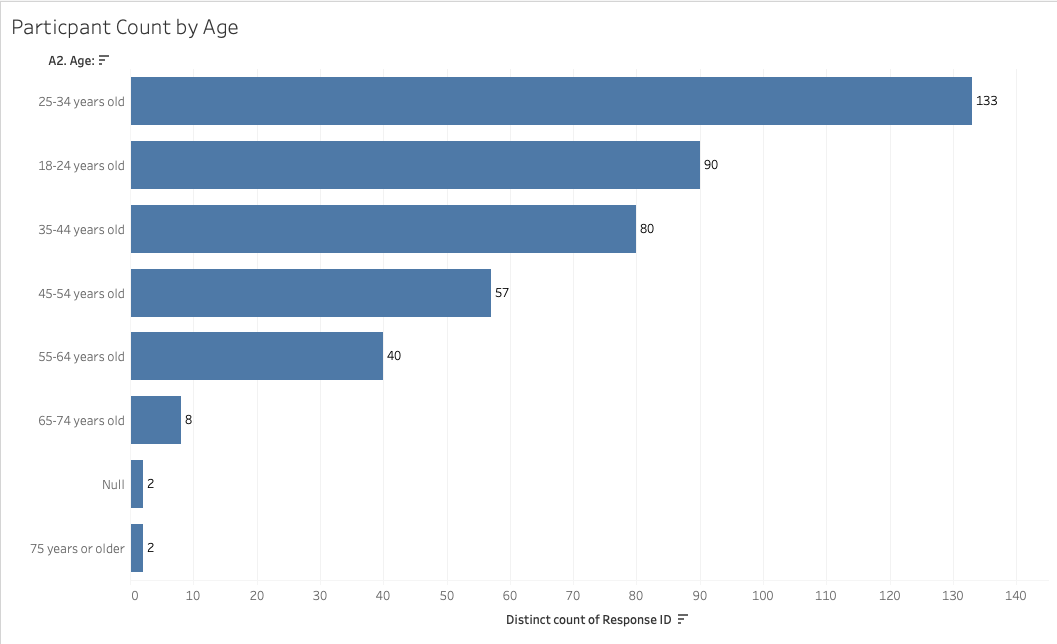 Particpant Count by Age
A2. Age:
25-34 years old 133
18-24 years old 90
35-44 years old 80
45-54 years old 57
55-64 years old 40
65-74 years old 8
Null 2
75 years or older 2
0 10 20 30 40 50 60 70 80 90 100 110 120 130 140
Distinct count of Response ID